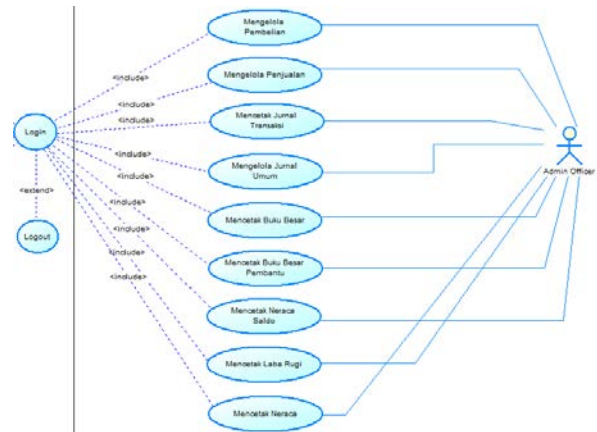 Mengelola
Pembelian
<include>
Mengelola Penjualan
<include>
<include>
Mencetak Jurnal
Transaksi
Login
Admin Officer
<include>
Mengelola Jurnal
Umum
<include>
<extend>
Mencetak Buku Besar
<include>
Logout
<include>
<include>
Mencetak Buku Besar
Pembantu
<include>
Mencetak Neraca
Saldo
Mencetak Laba Rugi
Mencetak Neraca